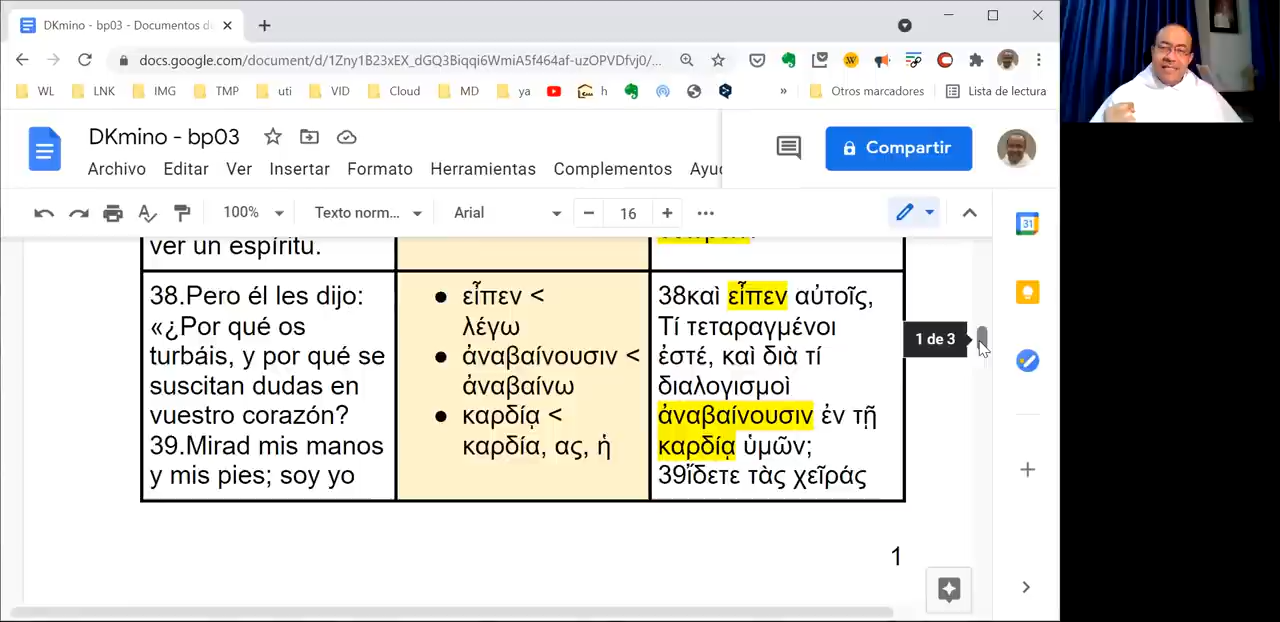 DKmino - bp03 - Documentos d
docs.google.com/document/d/1Zny1B23xEX_dGQ3Biqqi6WmiA5f464af-uzOPVDfvj0/...
WL LNK IMG TMP uti VID Cloud MD ya h » Otros marcadores Lista de lectura
DKmino - bp03
Compartir
Archivo Editar Ver Insertar Formato Herramientas Complementos Ayuc
100% Texto norm... Arial 16
31
ver un espíritu.
38.Pero él les dijo:
«¿Por qué os
turbáis, y por qué se
suscitan dudas en
vuestro corazón?
39.Mirad mis manos
y mis pies; soy yo
● εἶπεν <
λέγω
● ἀναβαίνουσιν <
ἀναβαίνω
● καρδίᾳ <
καρδία, ας, ἡ
38καὶ εἶπεν αὐτοῖς,
Τί τεταραγμένοι
ἐστέ, καὶ διὰ τί
διαλογισμοὶ
ἀναβαίνουσιν ἐν τῇ
καρδίᾳ ὑμῶν;
39ἴδετε τὰς χεῖράς
1 de 3
1